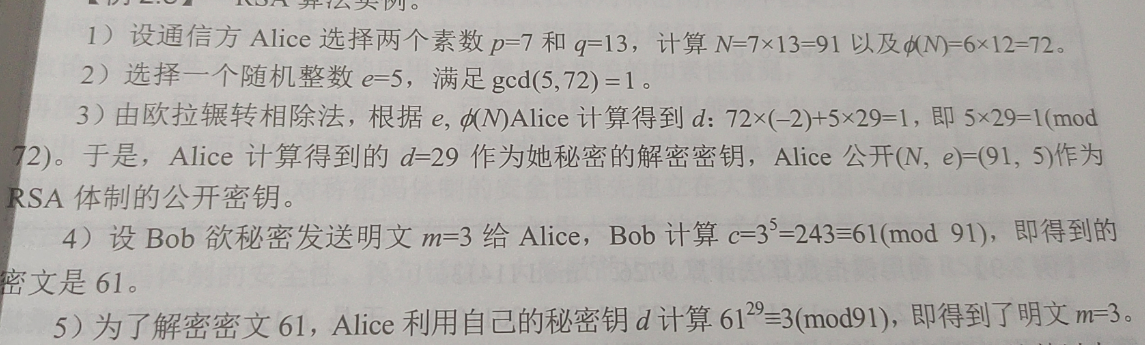 RSA 算法实例。
1）设通信方 Alice 选择两个素数 p=7 和 q=13，计算 N=7×13=91 以及ϕ(N)=6×12=72。
2）选择一个随机整数 e=5，满足 gcd(5,72)=1。
3）由欧拉辗转相除法，根据 e, ϕ(N)Alice 计算得到 d：72×(−2)+5×29=1，即 5×29=1(mod
72)。于是，Alice 计算得到的 d=29 作为她秘密的解密密钥，Alice 公开(N, e)=(91, 5)作为
RSA 体制的公开密钥。
4）设 Bob 欲秘密发送明文 m=3 给 Alice，Bob 计算 c=3⁵=243≡61(mod 91)，即得到的
密文是 61。
5）为了解密密文 61，Alice 利用自己的秘密钥 d 计算 61²⁹≡3(mod91)，即得到了明文 m=3。